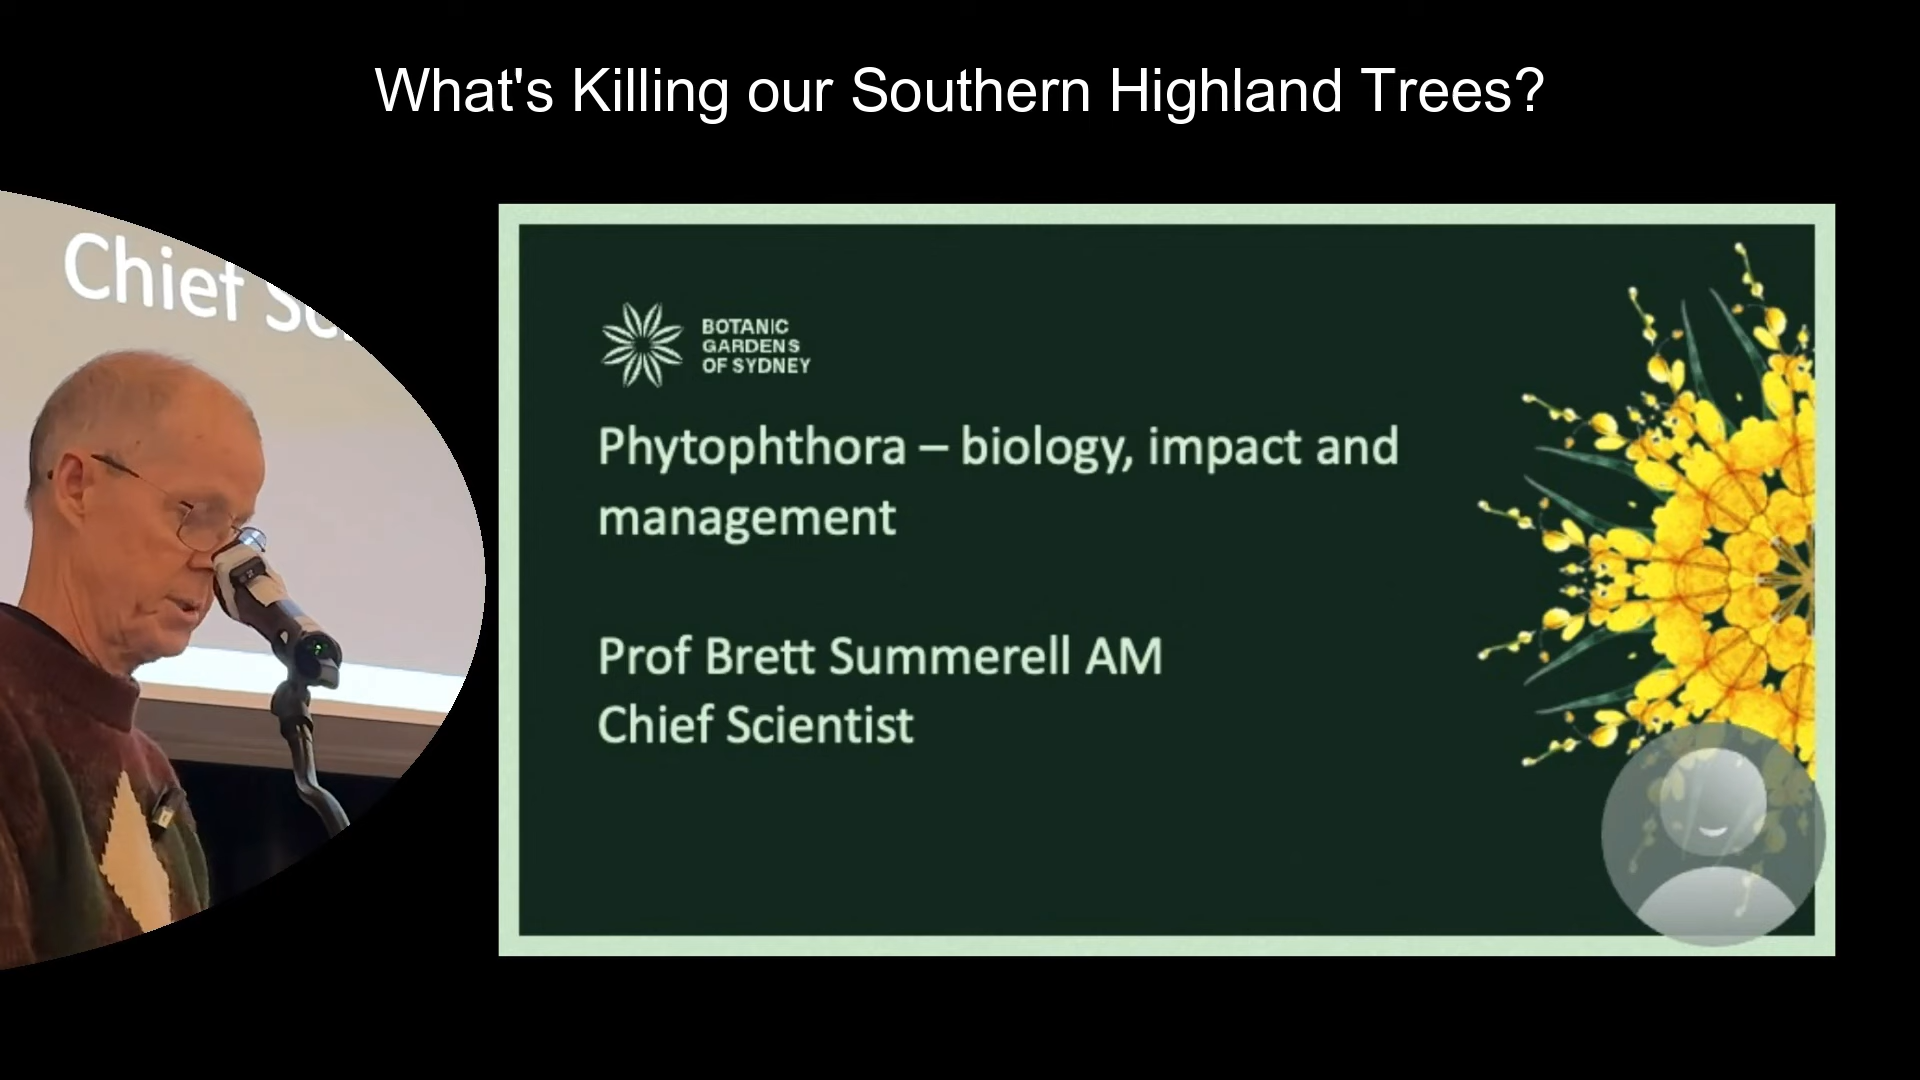 What's Killing our Southern Highland Trees?
Chief Sc
BOTANIC
GARDENS
OF SYDNEY
Phytophthora – biology, impact and
management
Prof Brett Summerell AM
Chief Scientist